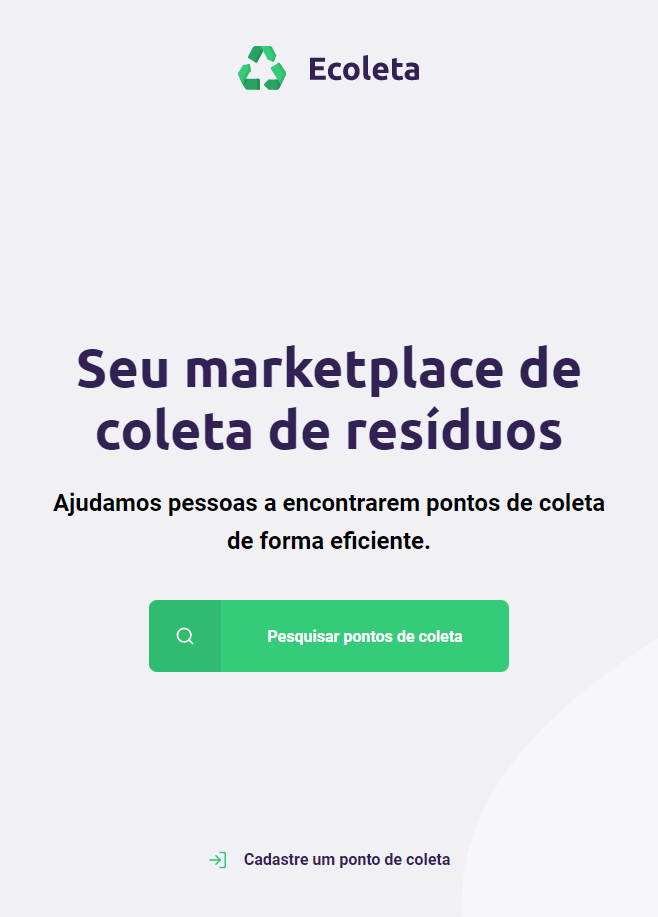 Ecoleta
Seu marketplace de
coleta de resíduos
Ajudamos pessoas a encontrarem pontos de coleta
de forma eficiente.
Pesquisar pontos de coleta
Cadastre um ponto de coleta